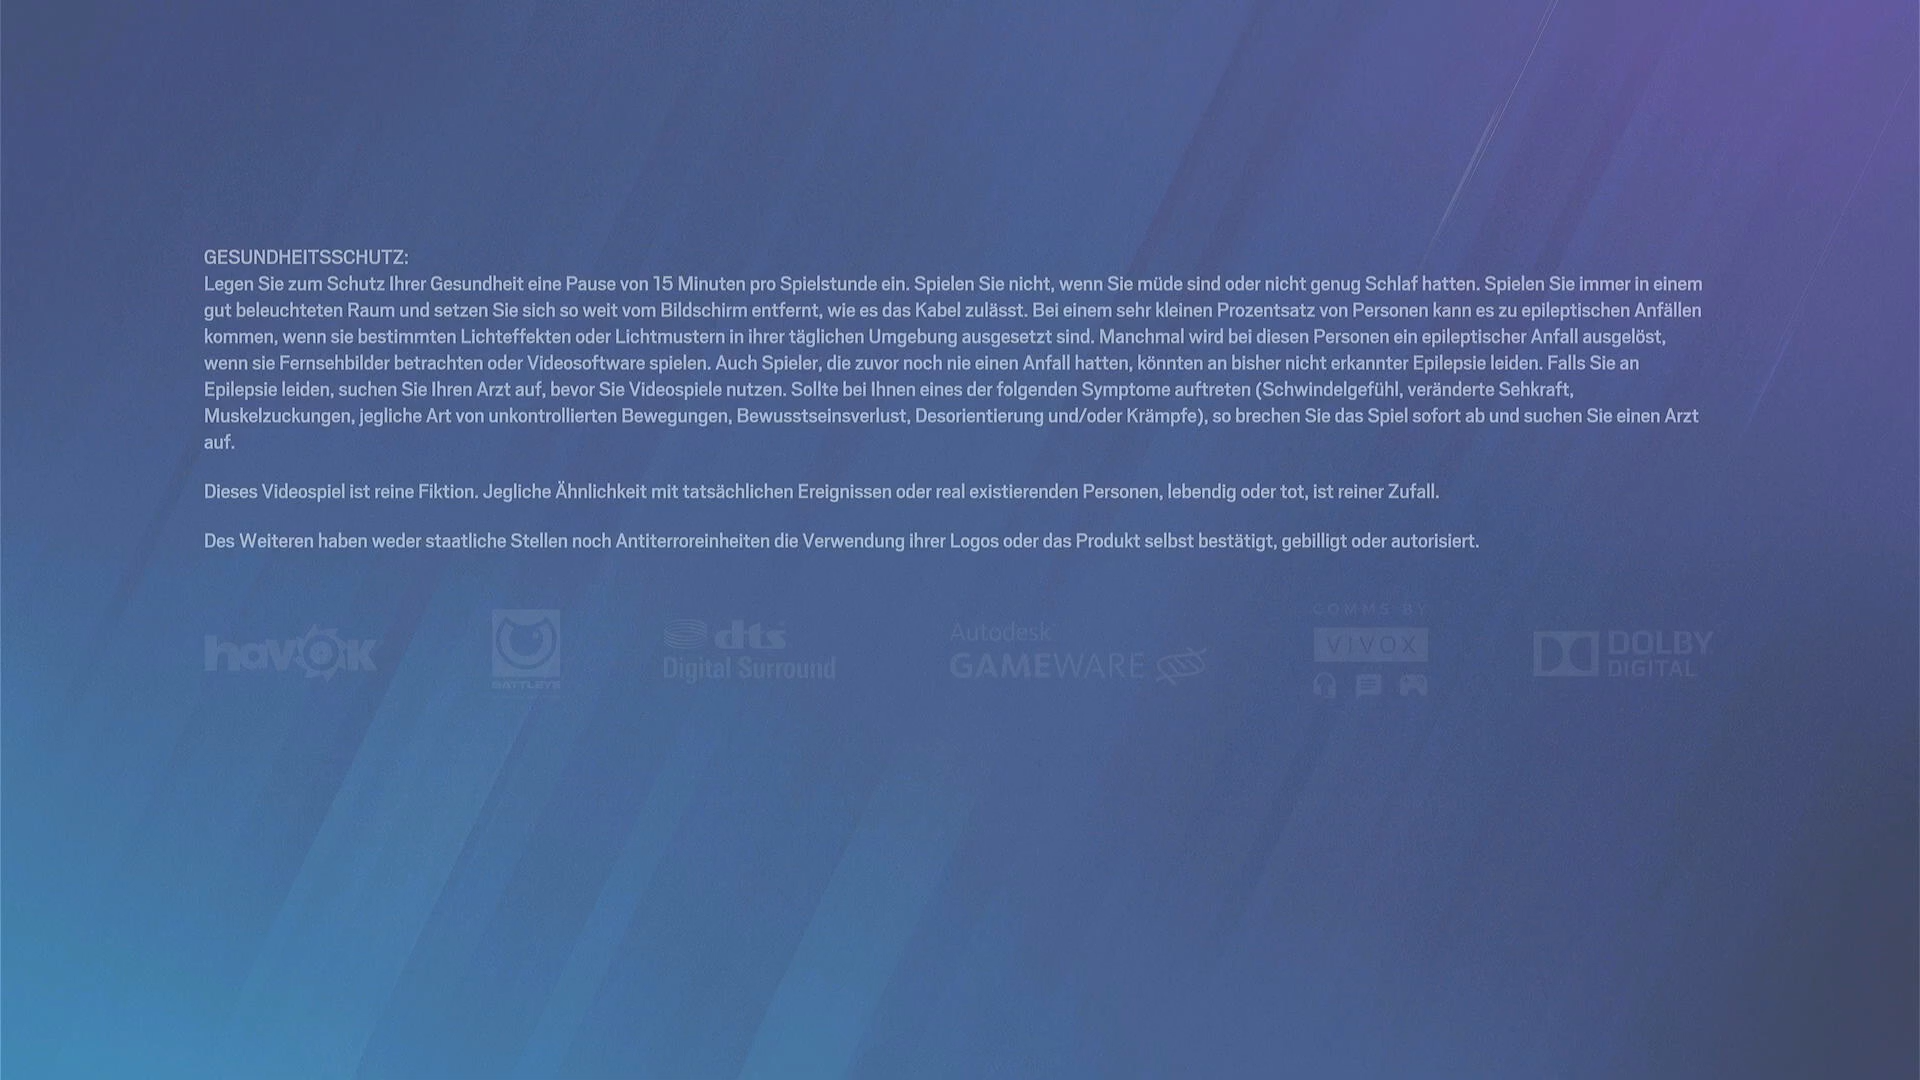 GESUNDHEITSSCHUTZ:
Legen Sie zum Schutz Ihrer Gesundheit eine Pause von 15 Minuten pro Spielstunde ein. Spielen Sie nicht, wenn Sie müde sind oder nicht genug Schlaf hatten. Spielen Sie immer in einem
gut beleuchteten Raum und setzen Sie sich so weit vom Bildschirm entfernt, wie es das Kabel zulässt. Bei einem sehr kleinen Prozentsatz von Personen kann es zu epileptischen Anfällen
kommen, wenn sie bestimmten Lichteffekten oder Lichtmustern in ihrer täglichen Umgebung ausgesetzt sind. Manchmal wird bei diesen Personen ein epileptischer Anfall ausgelöst,
wenn sie Fernsehbilder betrachten oder Videosoftware spielen. Auch Spieler, die zuvor noch nie einen Anfall hatten, könnten an bisher nicht erkannter Epilepsie leiden. Falls Sie an
Epilepsie leiden, suchen Sie Ihren Arzt auf, bevor Sie Videospiele nutzen. Sollte bei Ihnen eines der folgenden Symptome auftreten (Schwindelgefühl, veränderte Sehkraft,
Muskelzuckungen, jegliche Art von unkontrollierten Bewegungen, Bewusstseinsverlust, Desorientierung und/oder Krämpfe), so brechen Sie das Spiel sofort ab und suchen Sie einen Arzt
auf.
Dieses Videospiel ist reine Fiktion. Jegliche Ähnlichkeit mit tatsächlichen Ereignissen oder real existierenden Personen, lebendig oder tot, ist reiner Zufall.
Des Weiteren haben weder staatliche Stellen noch Antiterroreinheiten die Verwendung ihrer Logos oder das Produkt selbst bestätigt, gebilligt oder autorisiert.
havok
BATTLEYE
dts
Digital Surround
Autodesk
GAMEWARE
COMMS BY
VIVOX
DOLBY
DIGITAL